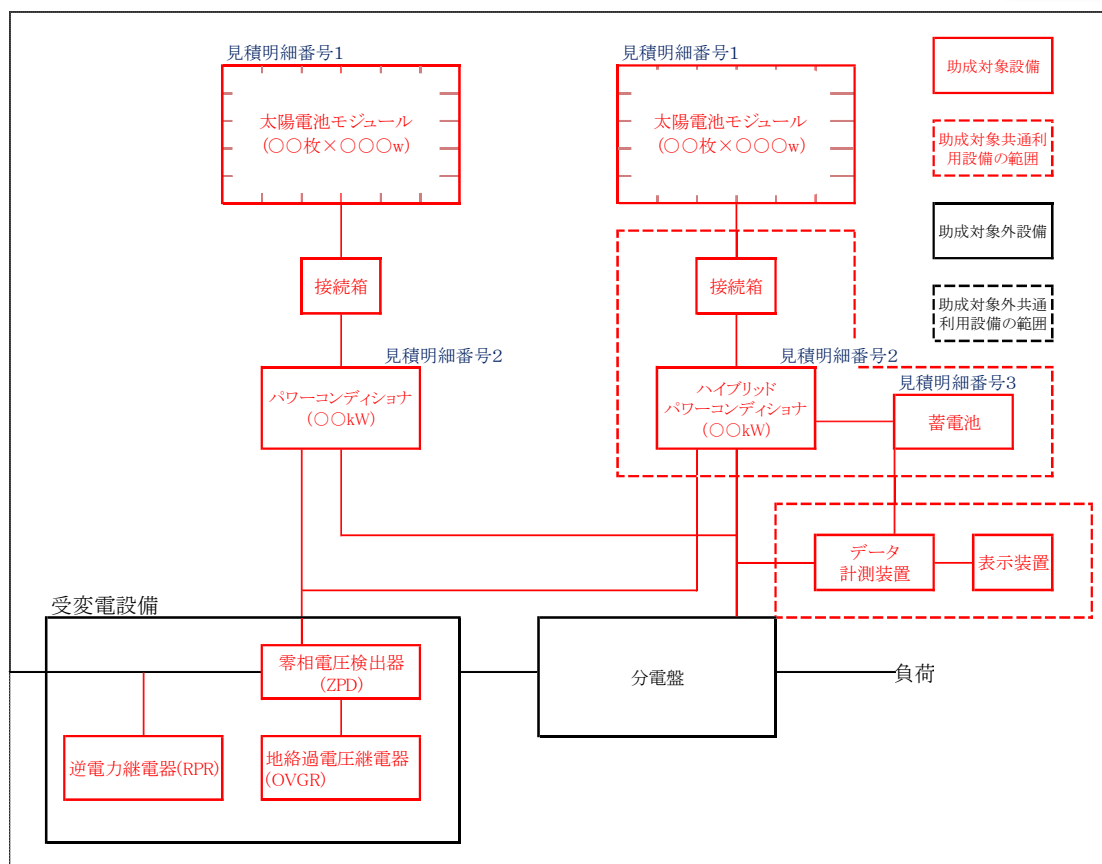 見積明細番号1
太陽電池モジュール
(○○枚×○○○w)
接続箱
見積明細番号2
パワーコンディショナ
(○○kW)
見積明細番号1
太陽電池モジュール
(○○枚×○○○w)
接続箱
見積明細番号2
ハイブリッド
パワーコンディショナ
(○○kW)
見積明細番号3
蓄電池
データ
計測装置
表示装置
助成対象設備
助成対象共通利
用設備の範囲
助成対象外設備
助成対象外共通
利用設備の範囲
受変電設備
零相電圧検出器
(ZPD)
逆電力継電器(RPR)
地絡過電圧継電器
(OVGR)
分電盤
負荷